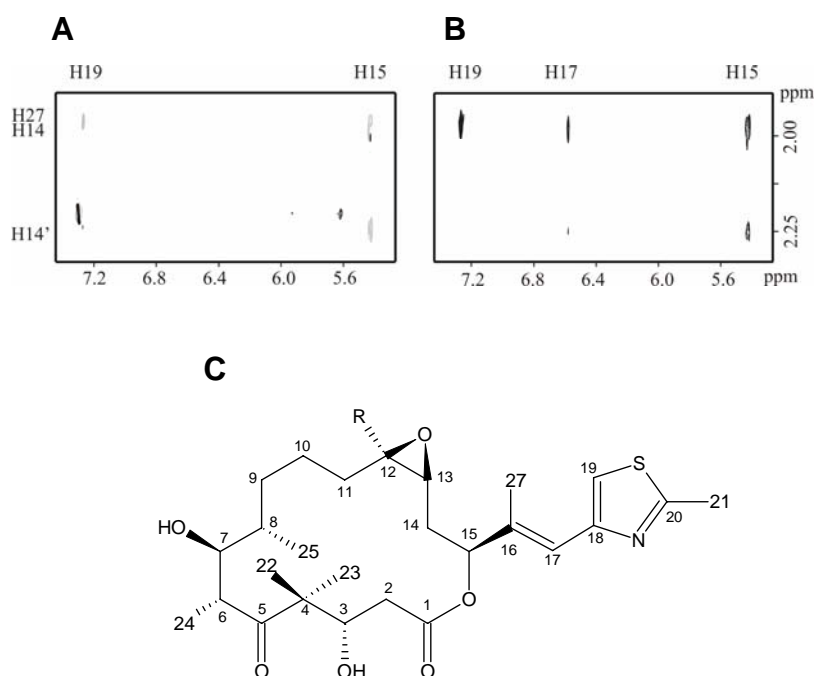 A
B
H19 H15
H19 H17 H15
ppm
H27
H14
H14'
2.00
2.25
7.2 6.8 6.4 6.0 5.6
7.2 6.8 6.4 6.0 5.6 ppm
C
R
O
10
12
13
9
11
27
19
S
21
HO
7
8
14
15
16
17
18
20
N
25
22
23
2
24
6
5
4
3
1
O
O
OH
O